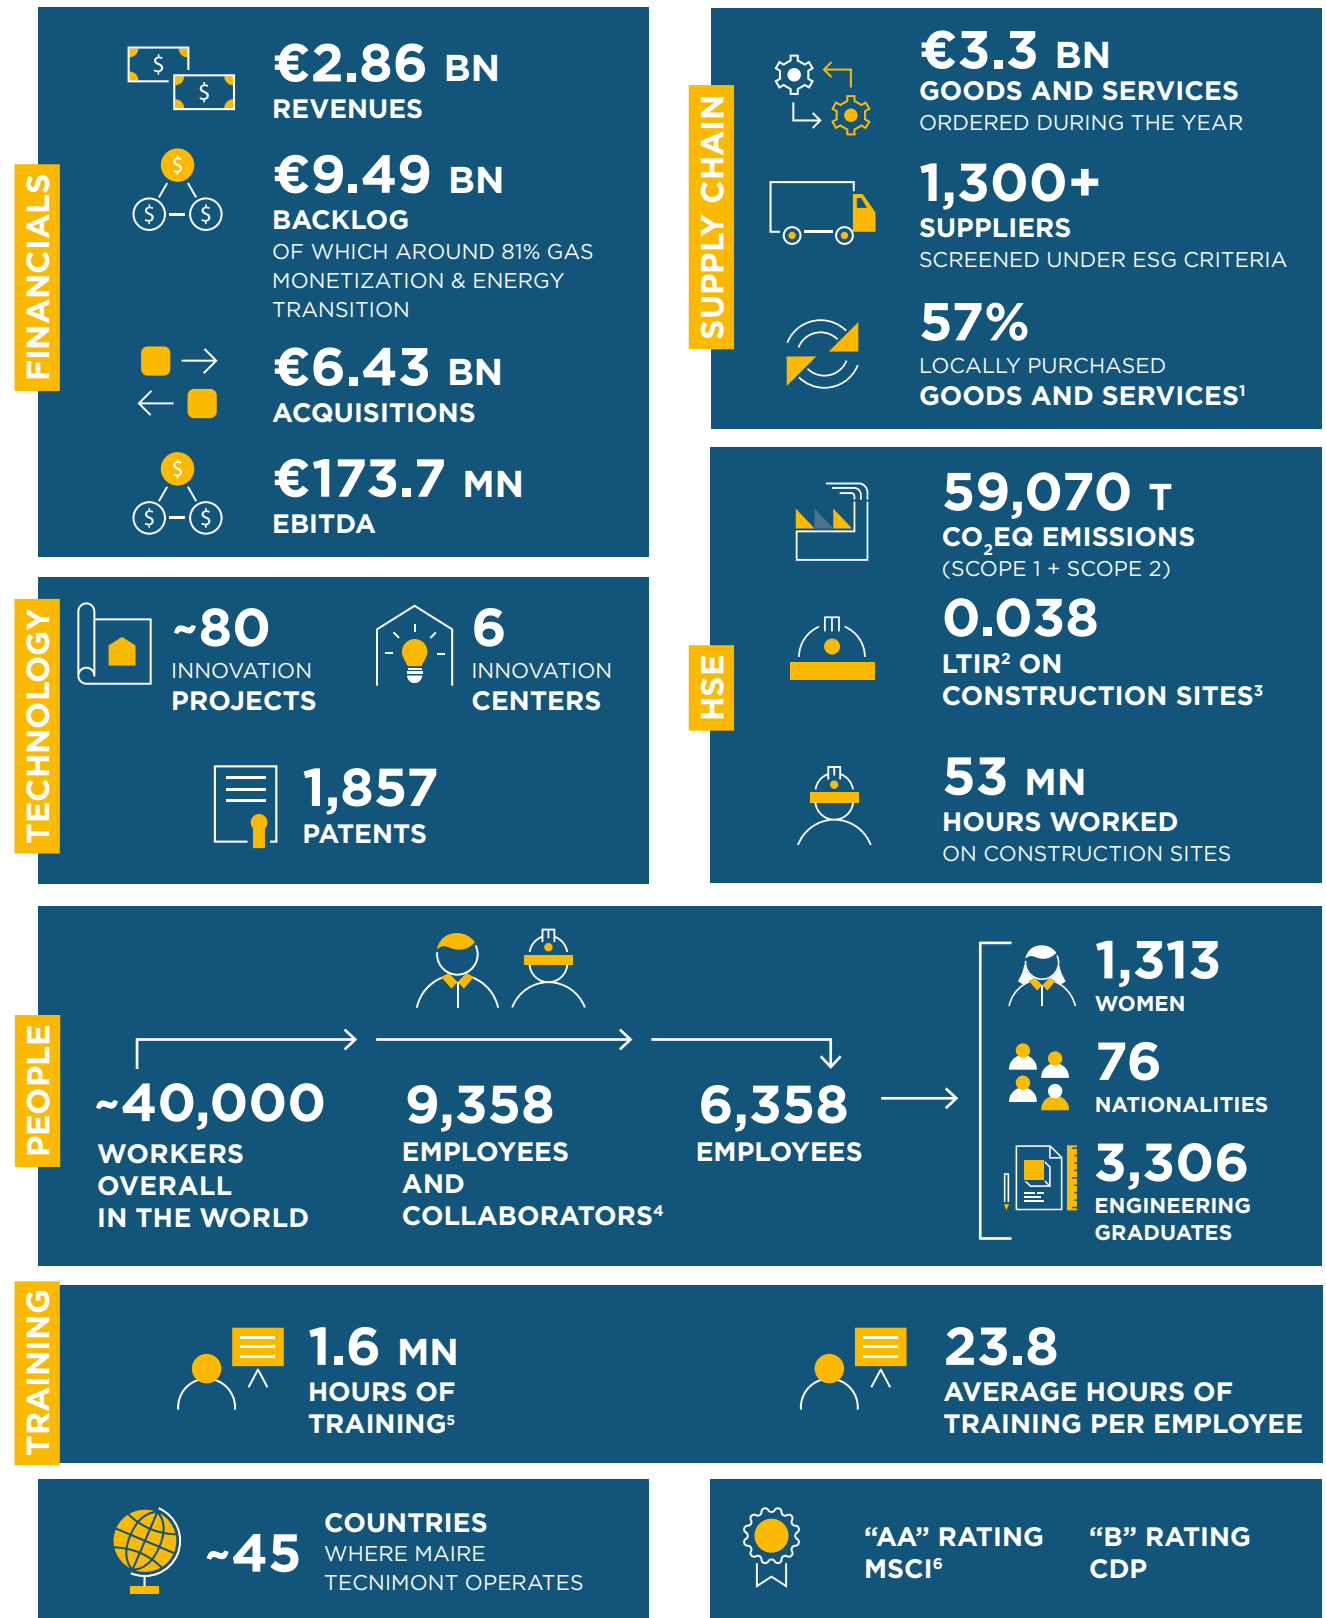 FINANCIALS
€2.86 BN
REVENUES
€9.49 BN
BACKLOG
OF WHICH AROUND 81% GAS
MONETIZATION & ENERGY
TRANSITION
€6.43 BN
ACQUISITIONS
€173.7 MN
EBITDA
SUPPLY CHAIN
€3.3 BN
GOODS AND SERVICES
ORDERED DURING THE YEAR
1,300+
SUPPLIERS
SCREENED UNDER ESG CRITERIA
57%
LOCALLY PURCHASED
GOODS AND SERVICES¹
TECHNOLOGY
~80
INNOVATION
PROJECTS
6
INNOVATION
CENTERS
1,857
PATENTS
HSE
59,070 T
CO₂EQ EMISSIONS
(SCOPE 1 + SCOPE 2)
0.038
LTIR² ON
CONSTRUCTION SITES³
53 MN
HOURS WORKED
ON CONSTRUCTION SITES
PEOPLE
~40,000
WORKERS
OVERALL
IN THE WORLD
9,358
EMPLOYEES
AND
COLLABORATORS⁴
6,358
EMPLOYEES
1,313
WOMEN
76
NATIONALITIES
3,306
ENGINEERING
GRADUATES
TRAINING
1.6 MN
HOURS OF
TRAINING⁵
23.8
AVERAGE HOURS OF
TRAINING PER EMPLOYEE
~45
COUNTRIES
WHERE MAIRE
TECNIMONT OPERATES
“AA” RATING
MSCI⁶
“B” RATING
CDP